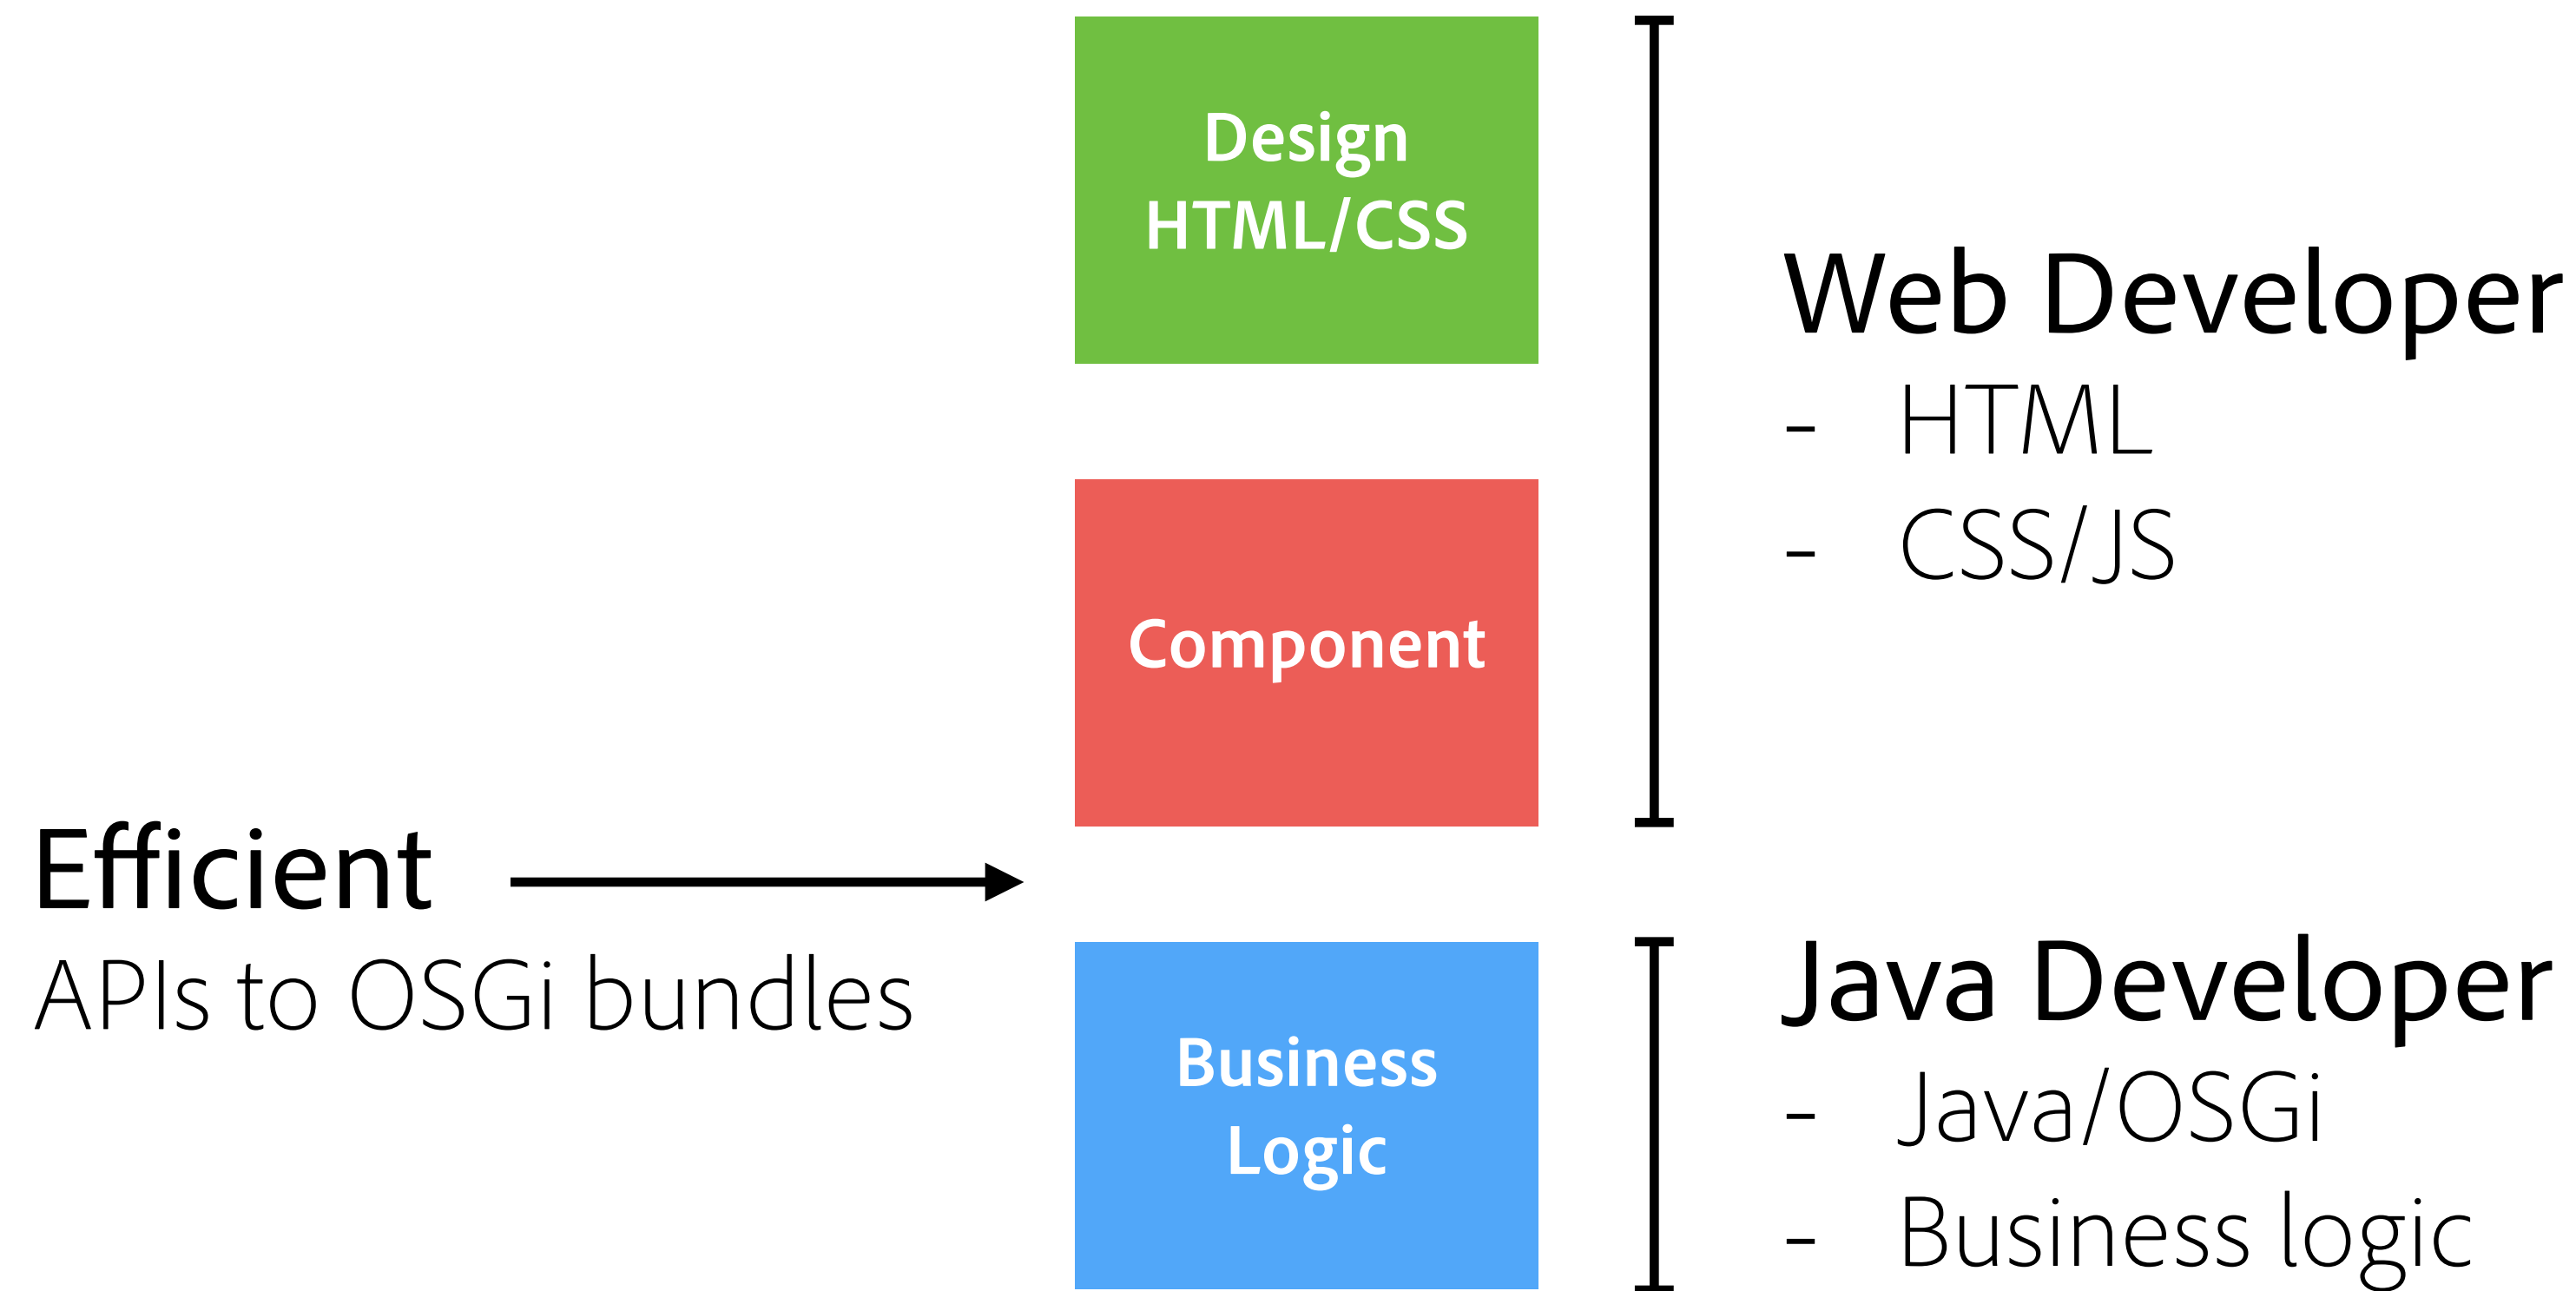 Design
HTML/CSS
Component
Business
Logic
Efficient
APIs to OSGi bundles
Web Developer
- HTML
- CSS/JS
Java Developer
- Java/OSGi
- Business logic